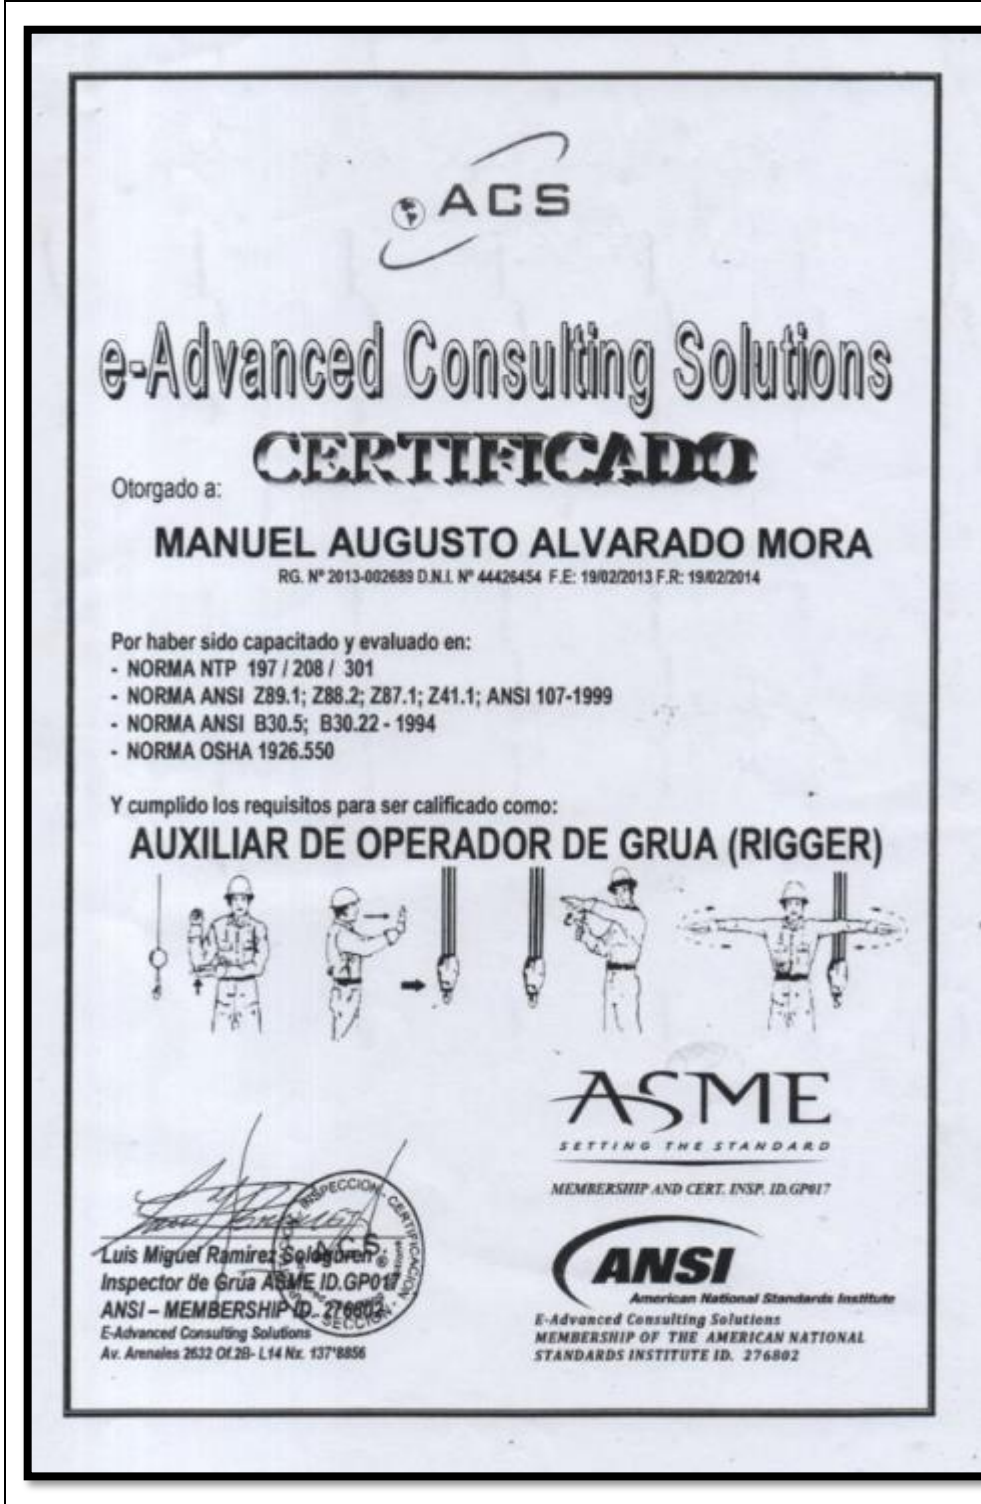 ACS
e-Advanced Consulting Solutions
CERTIFICADO
Otorgado a:
MANUEL AUGUSTO ALVARADO MORA
RG. Nº 2013-002689 D.N.I. Nº 44426454 F.E: 19/02/2013 F.R: 19/02/2014
Por haber sido capacitado y evaluado en:
- NORMA NTP 197 / 208 / 301
- NORMA ANSI Z89.1; Z88.2; Z87.1; Z41.1; ANSI 107-1999
- NORMA ANSI B30.5; B30.22 - 1994
- NORMA OSHA 1926.550
Y cumplido los requisitos para ser calificado como:
AUXILIAR DE OPERADOR DE GRUA (RIGGER)
ASME
SETTING THE STANDARD
MEMBERSHIP AND CERT. INSP. ID.GP017
INSPECCION - CERTIFICACION
ACS
Luis Miguel Ramirez Sologuren
Inspector de Grúa ASME ID.GP017
ANSI – MEMBERSHIP ID. 276802
E-Advanced Consulting Solutions
Av. Arenales 2632 Of.2B- L14 Nx. 137*8856
ANSI
American National Standards Institute
E-Advanced Consulting Solutions
MEMBERSHIP OF THE AMERICAN NATIONAL
STANDARDS INSTITUTE ID. 276802